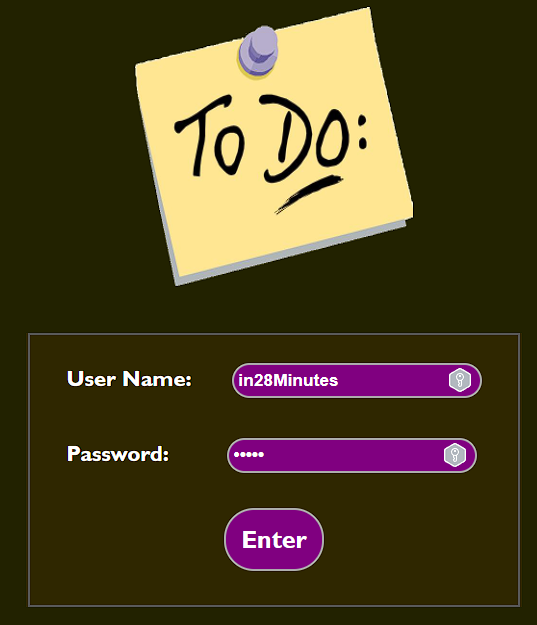 To Do:
User Name:
in28Minutes
Password:
•••••
Enter